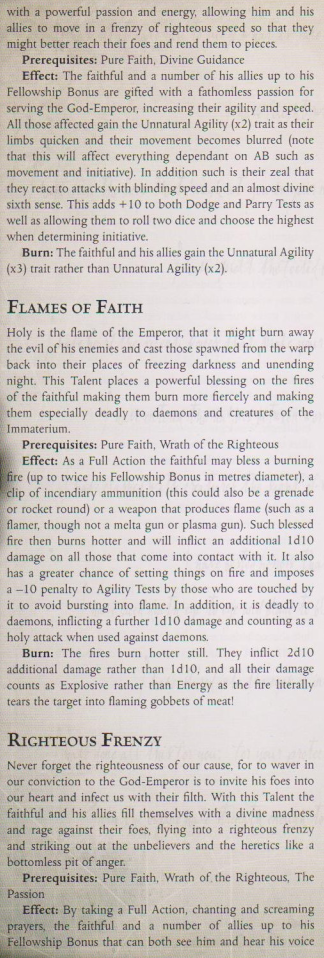 with a powerful passion and energy, allowing him and his
allies to move in a frenzy of righteous speed so that they
might better reach their foes and rend them to pieces.
Prerequisites: Pure Faith, Divine Guidance
Effect: The faithful and a number of his allies up to his
Fellowship Bonus are gifted with a fathomless passion for
serving the God-Emperor, increasing their agility and speed.
All those affected gain the Unnatural Agility (x2) trait as their
limbs quicken and their movement becomes blurred (note
that this will affect everything dependant on AB such as
movement and initiative). In addition such is their zeal that
they react to attacks with blinding speed and an almost divine
sixth sense. This adds +10 to both Dodge and Parry Tests as
well as allowing them to roll two dice and choose the highest
when determining initiative.
Burn: The faithful and his allies gain the Unnatural Agility
(x3) trait rather than Unnatural Agility (x2).
FLAMES OF FAITH
Holy is the flame of the Emperor, that it might burn away
the evil of his enemies and cast those spawned from the warp
back into their places of freezing darkness and unending
night. This Talent places a powerful blessing on the fires
of the faithful making them burn more fiercely and making
them especially deadly to daemons and creatures of the
Immaterium.
Prerequisites: Pure Faith, Wrath of the Righteous
Effect: As a Full Action the faithful may bless a burning
fire (up to twice his Fellowship Bonus in metres diameter), a
clip of incendiary ammunition (this could also be a grenade
or rocket round) or a weapon that produces flame (such as a
flamer, though not a melta gun or plasma gun). Such blessed
fire then burns hotter and will inflict an additional 1d10
damage on all those that come into contact with it. It also
has a greater chance of setting things on fire and imposes
a −10 penalty to Agility Tests by those who are touched by
it to avoid bursting into flame. In addition, it is deadly to
daemons, inflicting a further 1d10 damage and counting as a
holy attack when used against daemons.
Burn: The fires burn hotter still. They inflict 2d10
additional damage rather than 1d10, and all their damage
counts as Explosive rather than Energy as the fire literally
tears the target into flaming gobbets of meat!
RIGHTEOUS FRENZY
Never forget the righteousness of our cause, for to waver in
our conviction to the God-Emperor is to invite his foes into
our heart and infect us with their filth. With this Talent the
faithful and his allies fill themselves with a divine madness
and rage against their foes, flying into a righteous frenzy
and striking out at the unbelievers and the heretics like a
bottomless pit of anger.
Prerequisites: Pure Faith, Wrath of the Righteous, The
Passion
Effect: By taking a Full Action, chanting and screaming
prayers, the faithful and a number of allies up to his
Fellowship Bonus that can both see him and hear his voice